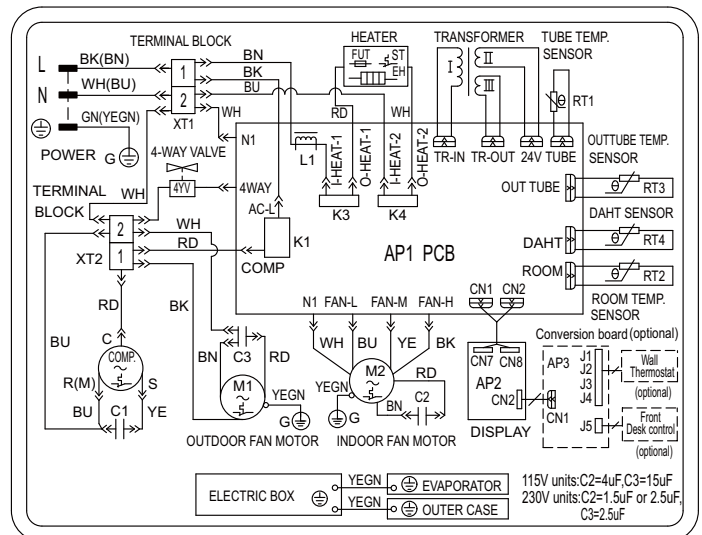 TERMINAL BLOCK
HEATER
TRANSFORMER
TUBE TEMP.
SENSOR
L
BK(BN)
1
BN
BK
FUT
ST
EH
I
II
III
RT1
N
WH(BU)
2
BU
XT1
WH
RD
WH
GN(YEGN)
POWER
G
N1
L1
I-HEAT-1
O-HEAT-1
I-HEAT-2
O-HEAT-2
TR-IN
TR-OUT
24V
TUBE
OUTTUBE TEMP.
SENSOR
4-WAY VALVE
4YV
4WAY
OUT TUBE
θ
RT3
TERMINAL
BLOCK
WH
AC-L
K3
K4
DAHT SENSOR
2
WH
K1
DAHT
θ
RT4
1
RD
COMP
AP1 PCB
XT2
ROOM
θ
RT2
CN1
CN2
ROOM TEMP.
SENSOR
RD
BK
N1
FAN-L
FAN-M
FAN-H
BU
C
WH
BU
YE
BK
Conversion board(optional)
COMP.
BN
C3
RD
CN7
CN8
AP3
J1
J2
J3
J4
Wall
Thermostat
(optional)
R(M)
S
M1
YEGN
M2
RD
AP2
CN2
CN1
BU
C1
YE
YEGN
G
G
BN
C2
J5
Front
Desk control
(optional)
OUTDOOR FAN MOTOR
INDOOR FAN MOTOR
DISPLAY
ELECTRIC BOX
YEGN
EVAPORATOR
YEGN
OUTER CASE
115V units:C2=4uF,C3=15uF
230V units:C2=1.5uF or 2.5uF,
C3=2.5uF